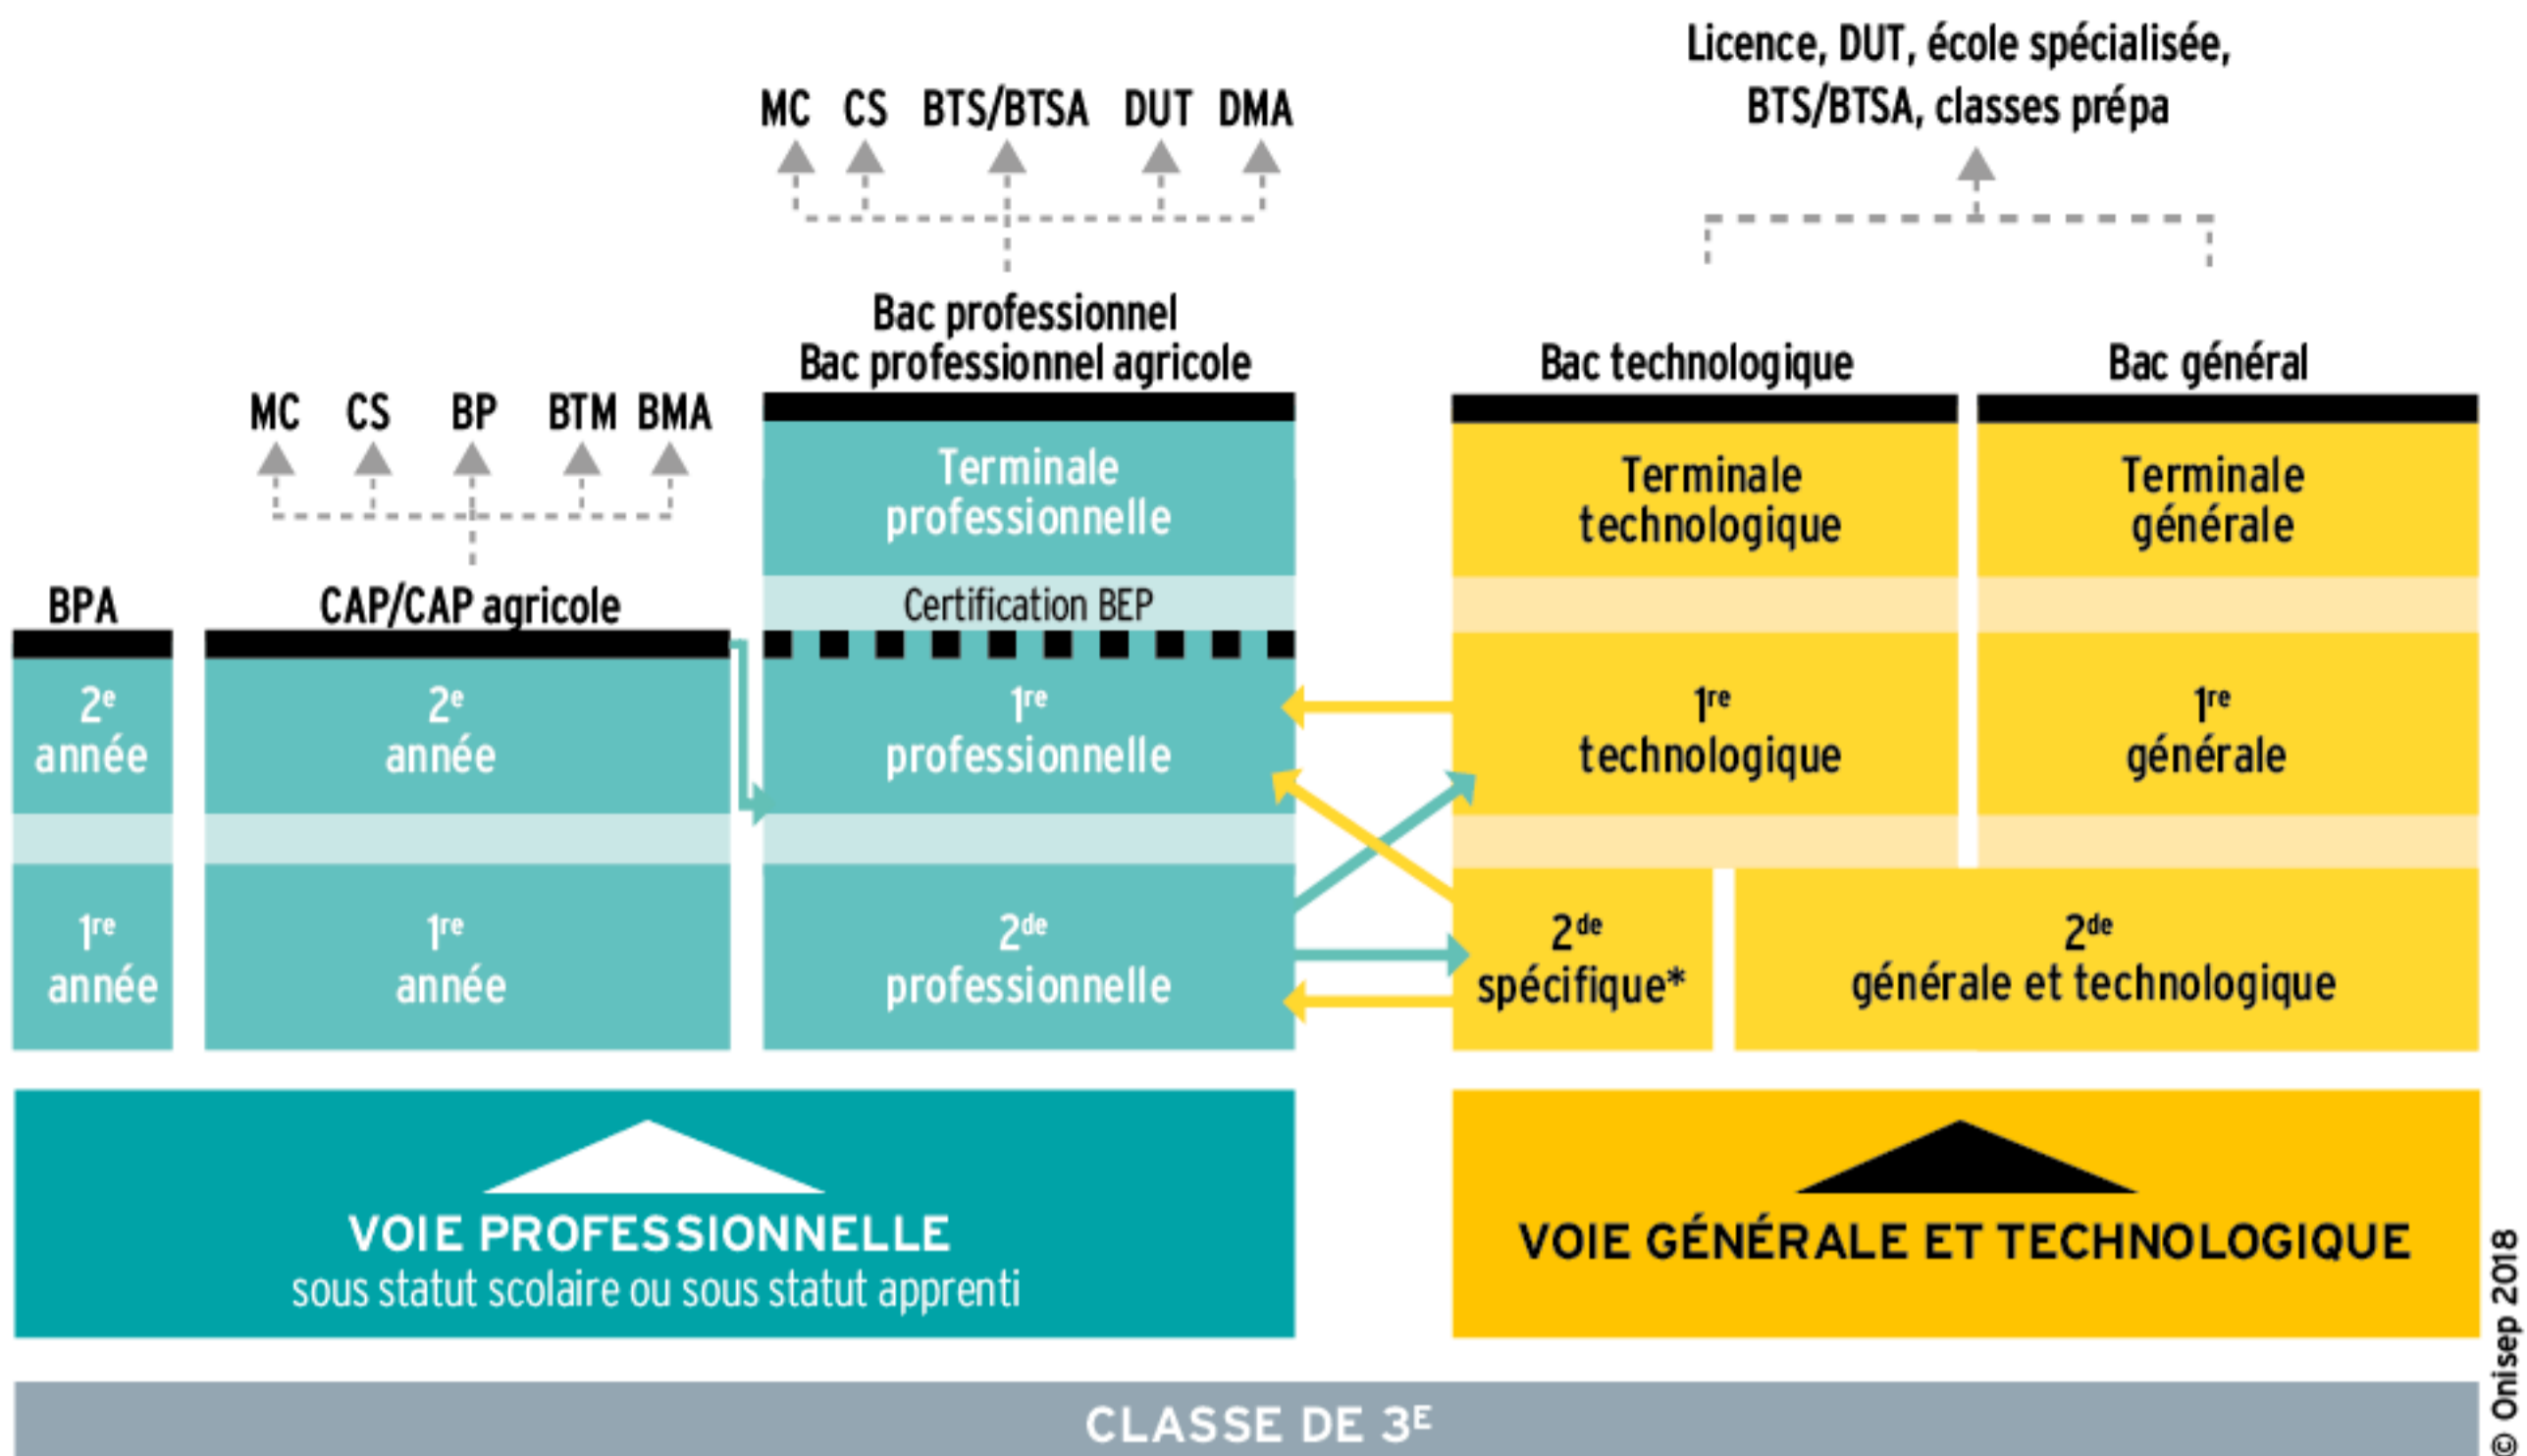 Licence, DUT, école spécialisée,
BTS/BTSA, classes prépa
MC CS BTS/BTSA DUT DMA
Bac professionnel
Bac professionnel agricole
Bac technologique
Bac général
MC CS BP BTM BMA
Terminale
professionnelle
Terminale
technologique
Terminale
générale
BPA
CAP/CAP agricole
Certification BEP
2e
année
2e
année
1re
professionnelle
1re
technologique
1re
générale
1re
année
1re
année
2de
professionnelle
2de
spécifique*
2de
générale et technologique
VOIE PROFESSIONNELLE
sous statut scolaire ou sous statut apprenti
VOIE GÉNÉRALE ET TECHNOLOGIQUE
CLASSE DE 3E
© Onisep 2018